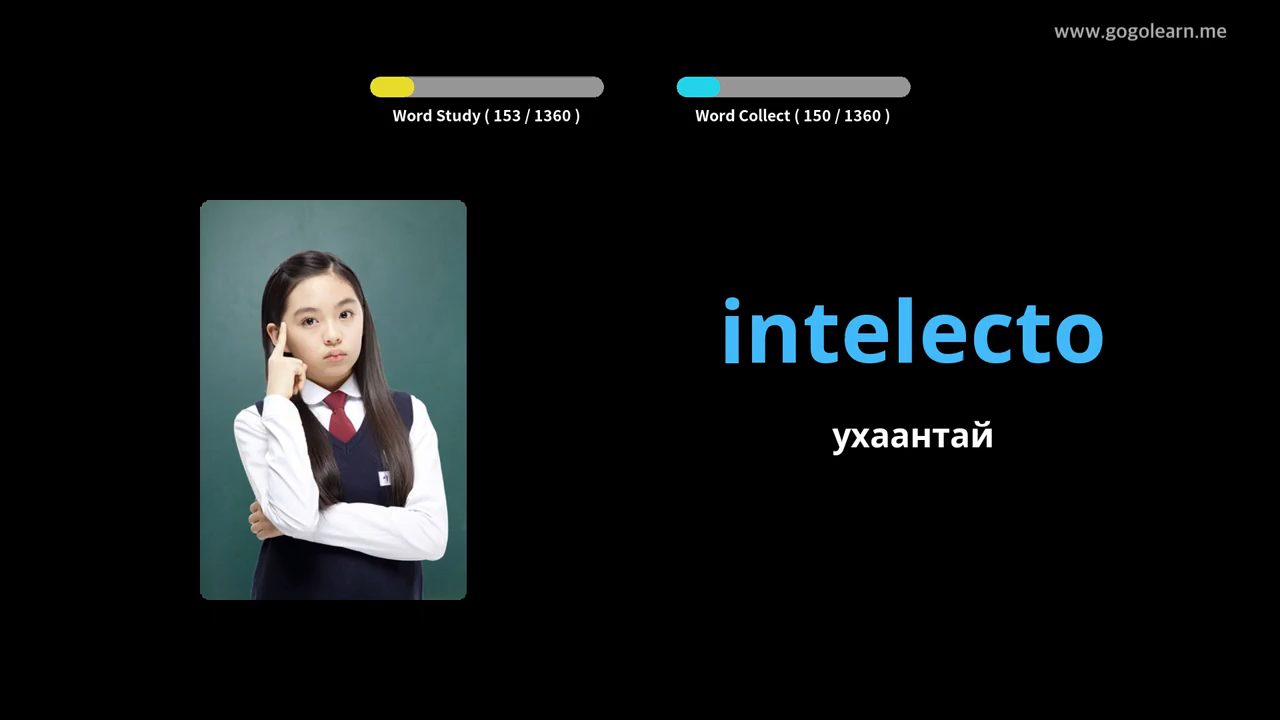 www.gogolearn.me
Word Study ( 153 / 1360 )
Word Collect ( 150 / 1360 )
intelecto
ухаантай